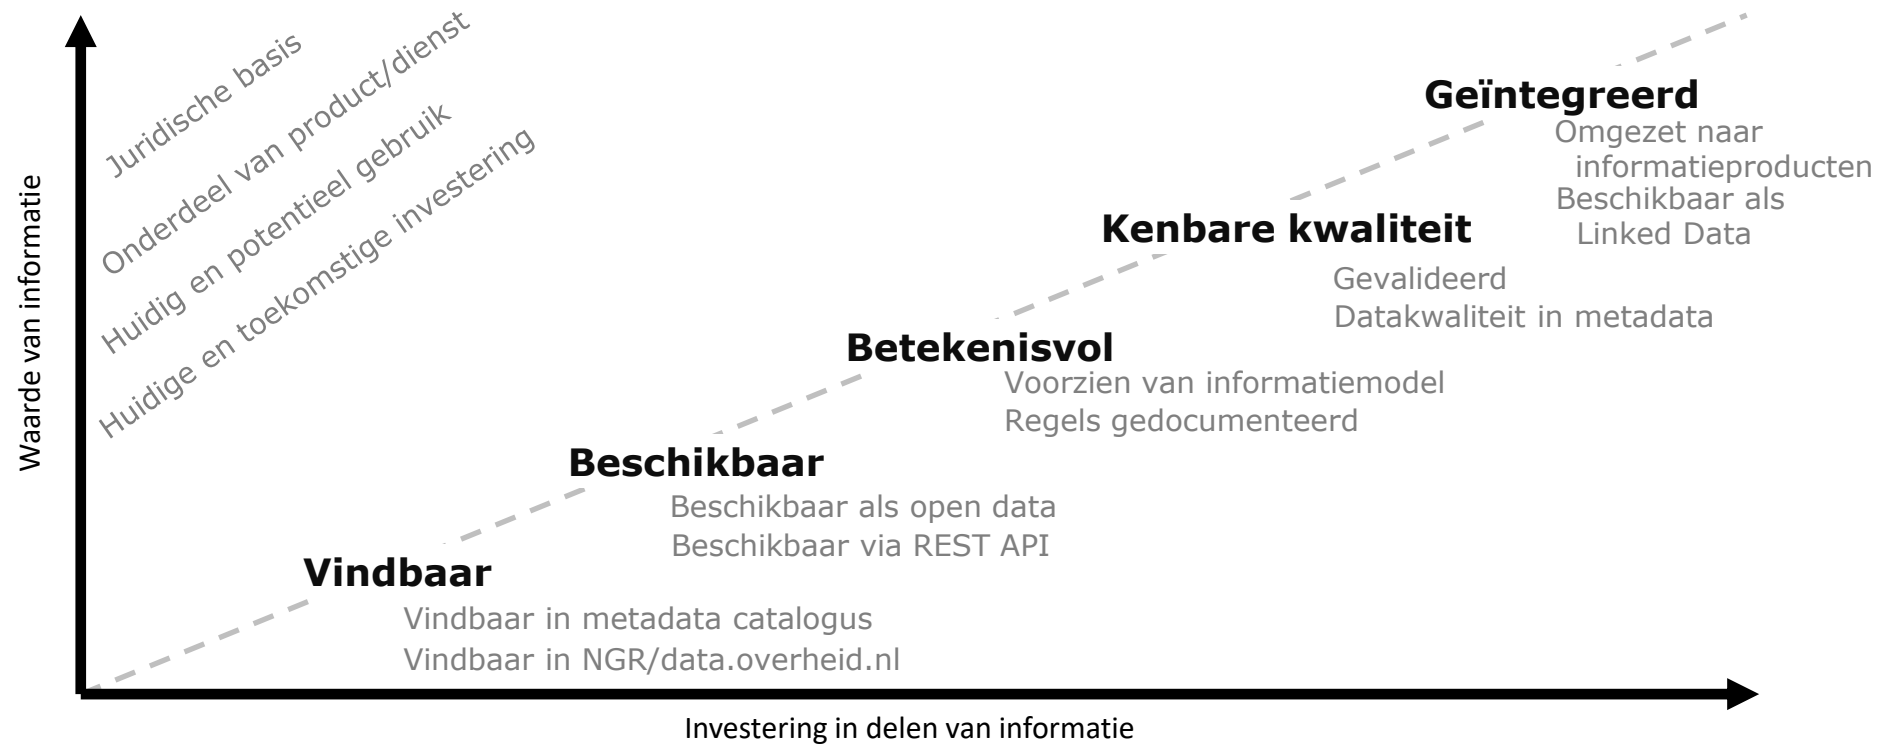 Waarde van informatie
Juridische basis
Onderdeel van product/dienst
Huidig en potentieel gebruik
Huidige en toekomstige investering
Geïntegreerd
Omgezet naar
informatieproducten
Beschikbaar als
Linked Data
Kenbare kwaliteit
Gevalideerd
Datakwaliteit in metadata
Betekenisvol
Voorzien van informatiemodel
Regels gedocumenteerd
Beschikbaar
Beschikbaar als open data
Beschikbaar via REST API
Vindbaar
Vindbaar in metadata catalogus
Vindbaar in NGR/data.overheid.nl
Investering in delen van informatie